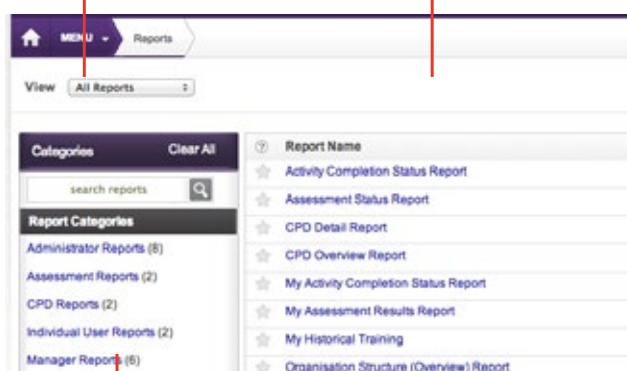 MENU Reports
View All Reports
Categories Clear All
search reports
Report Categories
Administrator Reports (8)
Assessment Reports (2)
CPD Reports (2)
Individual User Reports (2)
Manager Reports (6)
? Report Name
Activity Completion Status Report
Assessment Status Report
CPD Detail Report
CPD Overview Report
My Activity Completion Status Report
My Assessment Results Report
My Historical Training
Organisation Structure (Overview) Report